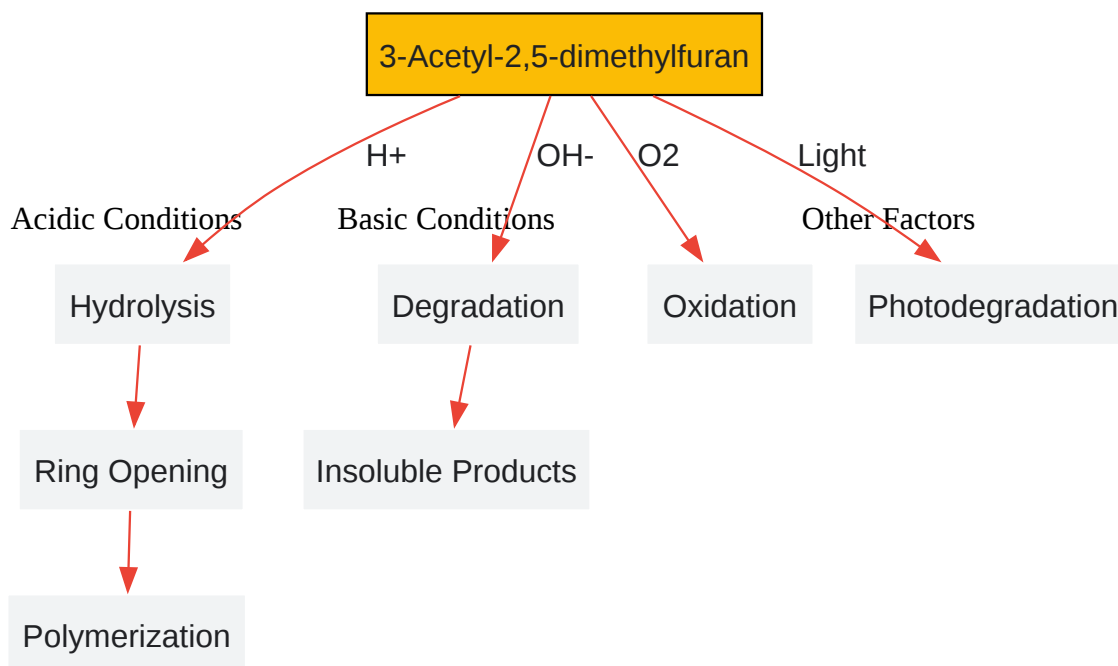 3-Acetyl-2,5-dimethylfuran
H+
OH-
O2
Light
Acidic Conditions
Basic Conditions
Other Factors
Hydrolysis
Degradation
Oxidation
Photodegradation
Ring Opening
Insoluble Products
Polymerization